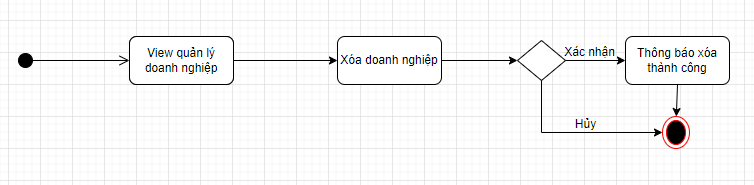 View quản lý
doanh nghiệp
Xóa doanh nghiệp
Xác nhận
Thông báo xóa
thành công
Hủy